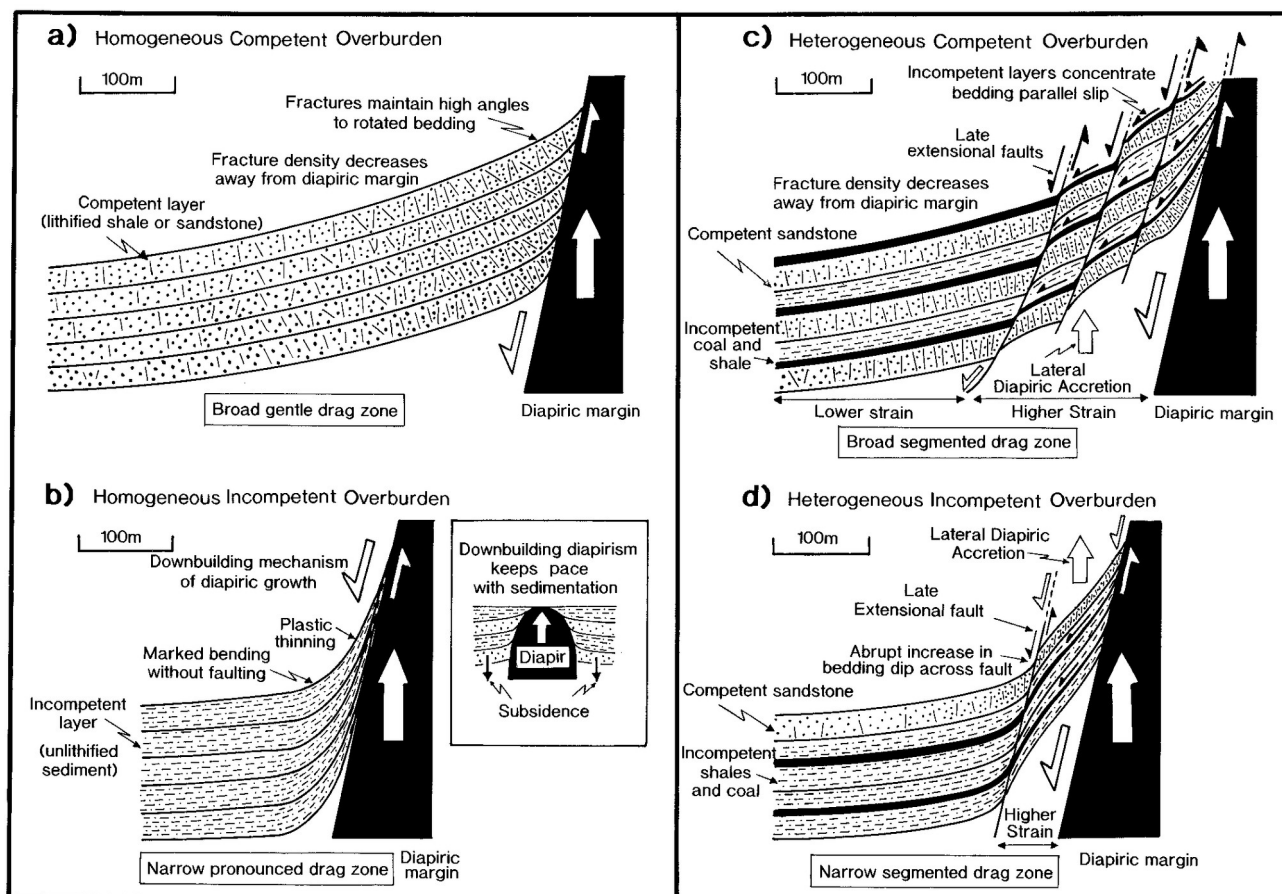 a) Homogeneous Competent Overburden
100m
Fractures maintain high angles
to rotated bedding
Fracture density decreases
away from diapiric margin
Competent layer
(lithified shale or sandstone)
Broad gentle drag zone
Diapiric margin
b) Homogeneous Incompetent Overburden
100m
Downbuilding mechanism
of diapiric growth
Plastic
thinning
Marked bending
without faulting
Incompetent
layer
(unlithified
sediment)
Narrow pronounced drag zone
Diapiric
margin
Downbuilding diapirism
keeps pace
with sedimentation
Diapir
Subsidence
c) Heterogeneous Competent Overburden
100m
Incompetent layers concentrate
bedding parallel slip
Late
extensional faults
Fracture density decreases
away from diapiric margin
Competent sandstone
Incompetent
coal and
shale
Lateral
Diapiric Accretion
Lower strain
Higher Strain
Diapiric margin
Broad segmented drag zone
d) Heterogeneous Incompetent Overburden
100m
Lateral Diapiric
Accretion
Late
Extensional fault
Abrupt increase in
bedding dip across fault
Competent sandstone
Incompetent
shales
and coal
Higher
Strain
Diapiric margin
Narrow segmented drag zone